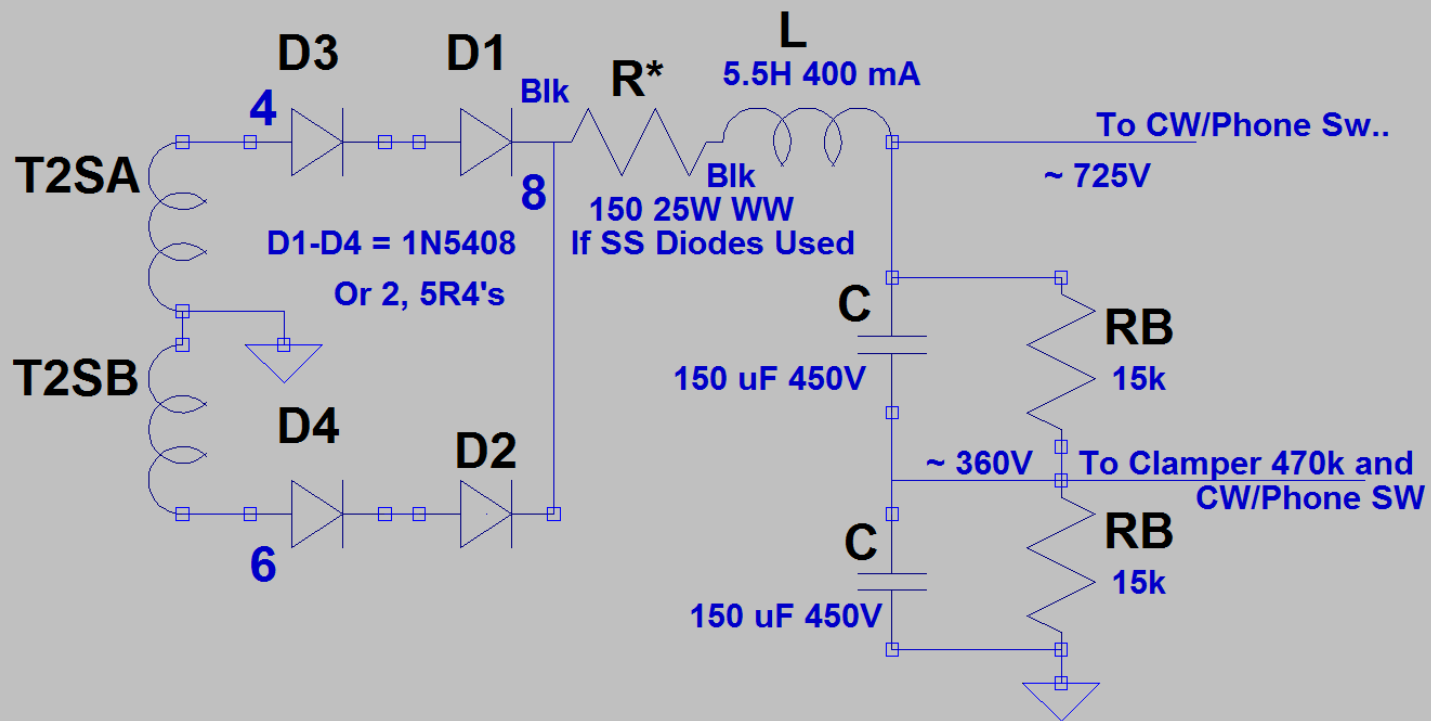 D3
D1
L
4
Blk
R*
5.5H 400 mA
To CW/Phone Sw..
T2SA
8
Blk
~ 725V
150 25W WW
If SS Diodes Used
D1-D4 = 1N5408
Or 2, 5R4's
C
RB
T2SB
150 uF 450V
15k
D4
D2
~ 360V
To Clamper 470k and
CW/Phone SW
6
C
RB
150 uF 450V
15k